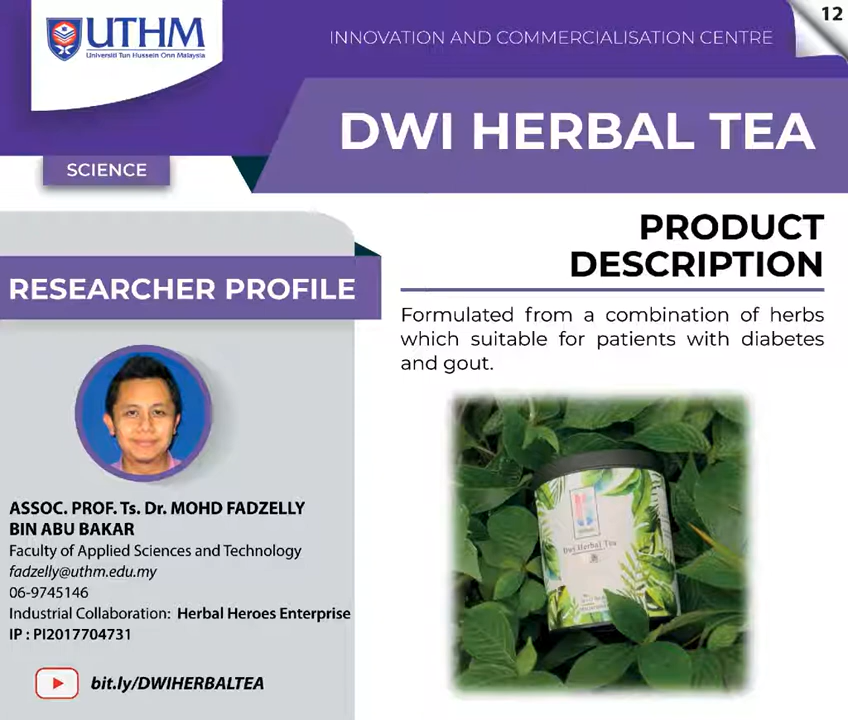 12
UTHM
Universiti Tun Hussein Onn Malaysia
INNOVATION AND COMMERCIALISATION CENTRE
DWI HERBAL TEA
SCIENCE
PRODUCT
DESCRIPTION
Formulated from a combination of herbs
which suitable for patients with diabetes
and gout.
RESEARCHER PROFILE
ASSOC. PROF. Ts. Dr. MOHD FADZELLY
BIN ABU BAKAR
Faculty of Applied Sciences and Technology
fadzelly@uthm.edu.my
06-9745146
Industrial Collaboration: Herbal Heroes Enterprise
IP : PI2017704731
bit.ly/DWIHERBALTEA
Dwi Herbal Tea